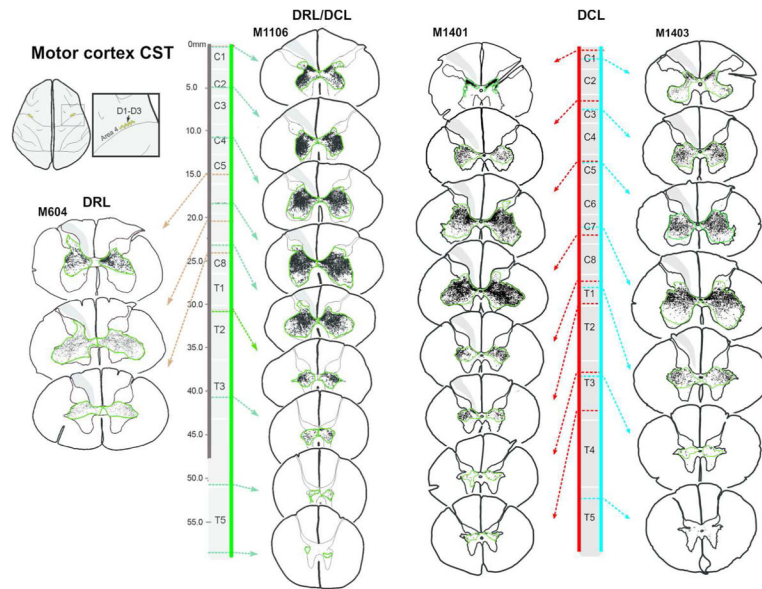 DRL/DCL
DCL
M1106
M1401
M1403
Motor cortex CST
D1-D3
Area 4
DRL
M604
0mm
5.0
10.0
15.0
20.0
25.0
30.0
35.0
40.0
45.0
50.0
55.0
C1
C2
C3
C4
C5
C8
T1
T2
T3
T5
C1
C2
C3
C4
C5
C6
C7
C8
T1
T2
T3
T4
T5